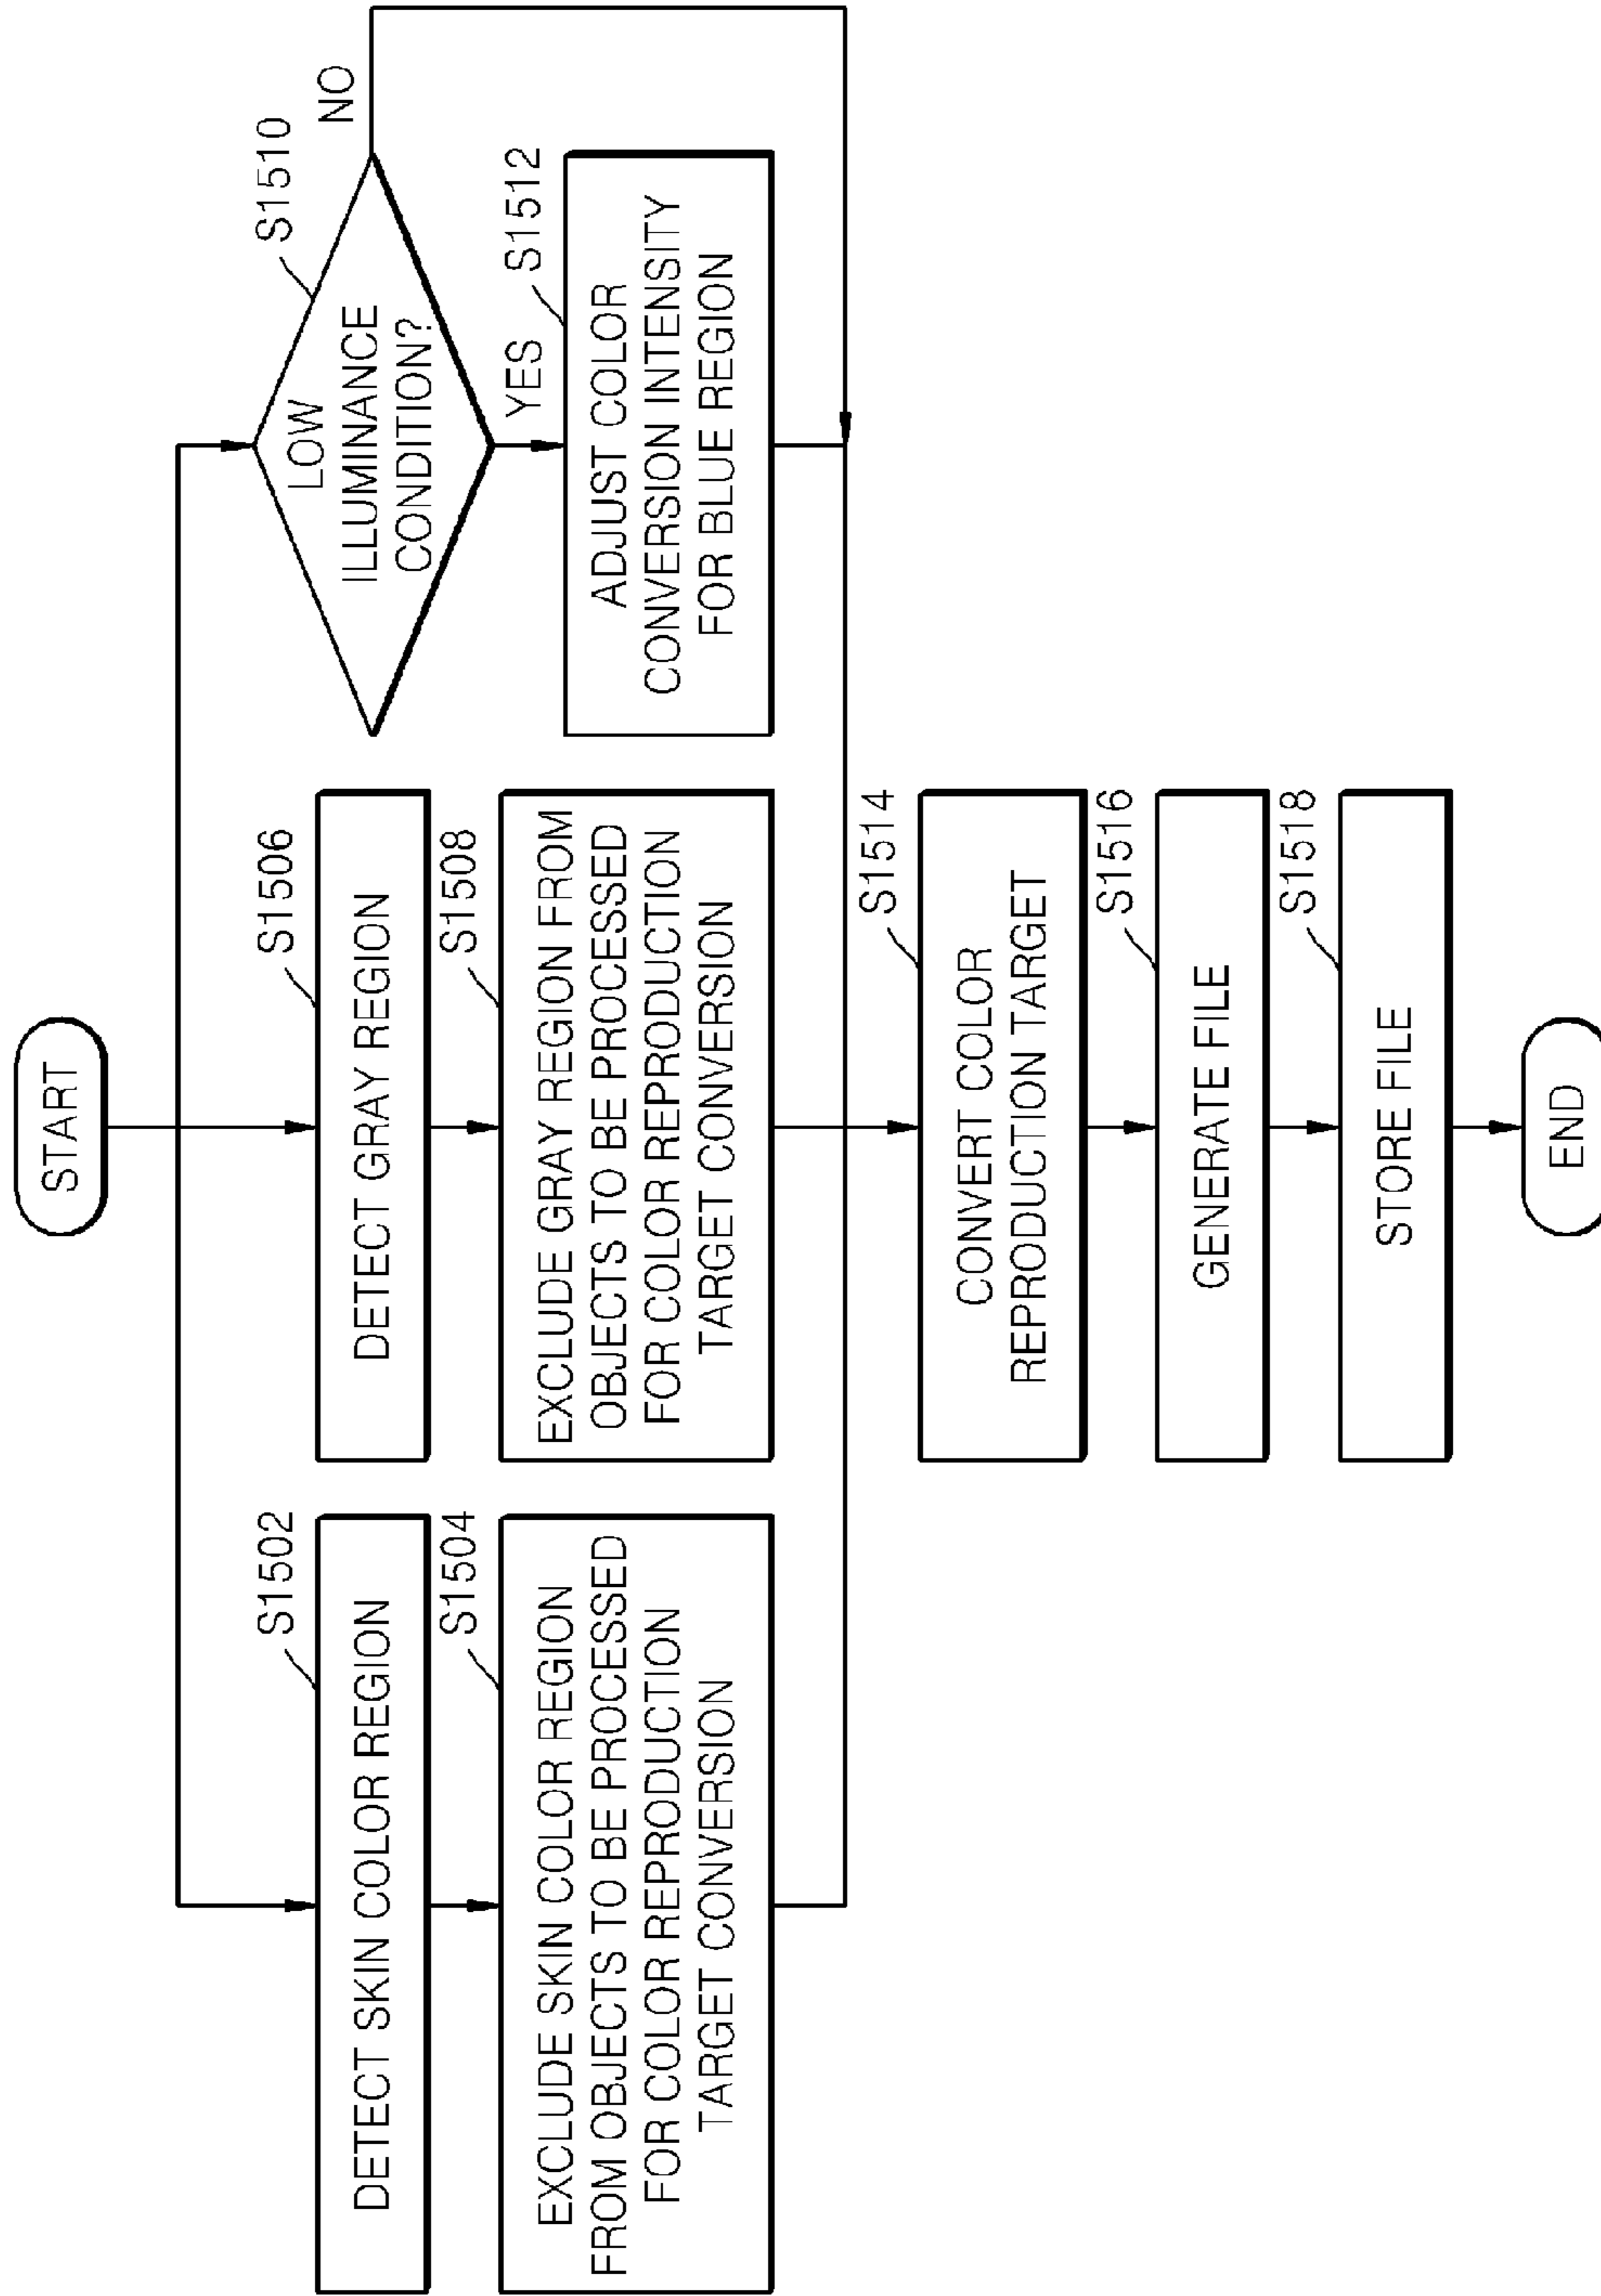 START
S1502
DETECT SKIN COLOR REGION
S1504
EXCLUDE SKIN COLOR REGION
FROM OBJECTS TO BE PROCESSED
FOR COLOR REPRODUCTION
TARGET CONVERSION
S1506
DETECT GRAY REGION
S1508
EXCLUDE GRAY REGION FROM
OBJECTS TO BE PROCESSED
FOR COLOR REPRODUCTION
TARGET CONVERSION
S1510
LOW
ILLUMINANCE
CONDITION?
NO
YES
S1512
ADJUST COLOR
CONVERSION INTENSITY
FOR BLUE REGION
S1514
CONVERT COLOR
REPRODUCTION TARGET
S1516
GENERATE FILE
S1518
STORE FILE
END